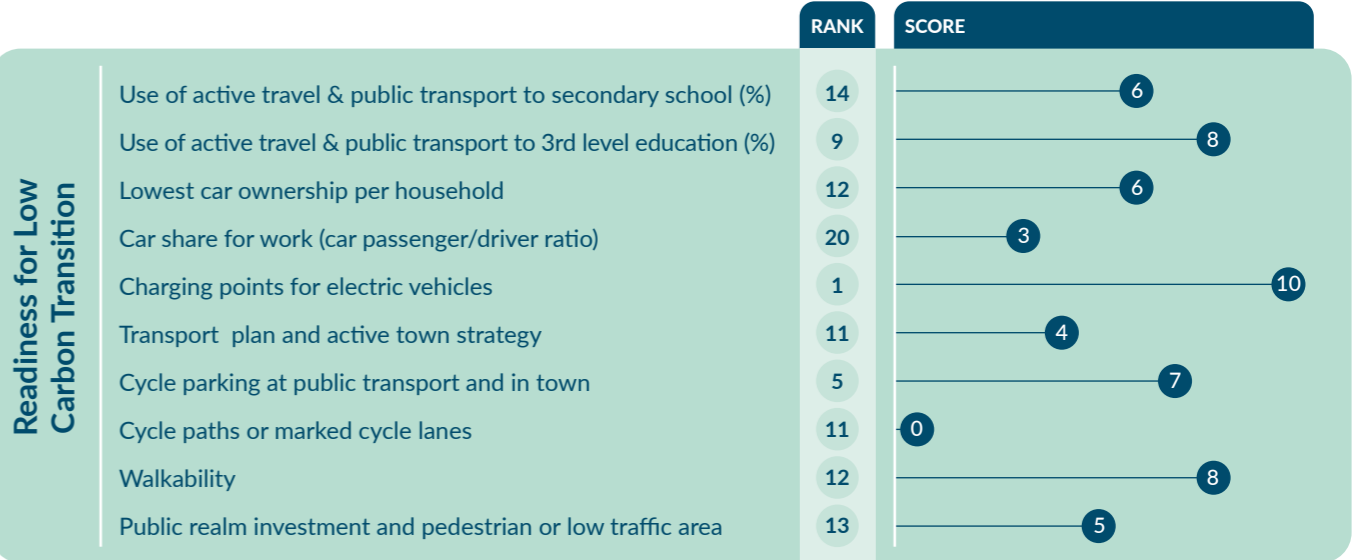 RANK SCORE
Readiness for Low
Carbon Transition
Use of active travel & public transport to secondary school (%) 14 6
Use of active travel & public transport to 3rd level education (%) 9 8
Lowest car ownership per household 12 6
Car share for work (car passenger/driver ratio) 20 3
Charging points for electric vehicles 1 10
Transport plan and active town strategy 11 4
Cycle parking at public transport and in town 5 7
Cycle paths or marked cycle lanes 11 0
Walkability 12 8
Public realm investment and pedestrian or low traffic area 13 5